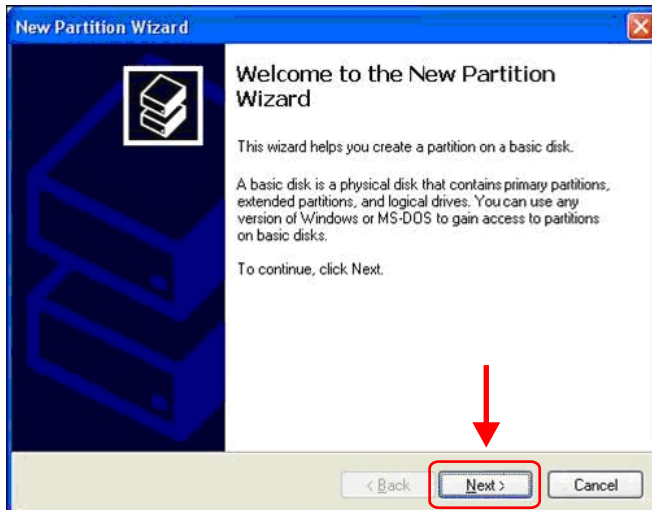 New Partition Wizard
Welcome to the New Partition
Wizard
This wizard helps you create a partition on a basic disk.
A basic disk is a physical disk that contains primary partitions,
extended partitions, and logical drives. You can use any
version of Windows or MS-DOS to gain access to partitions
on basic disks.
To continue, click Next.
< Back
Next >
Cancel